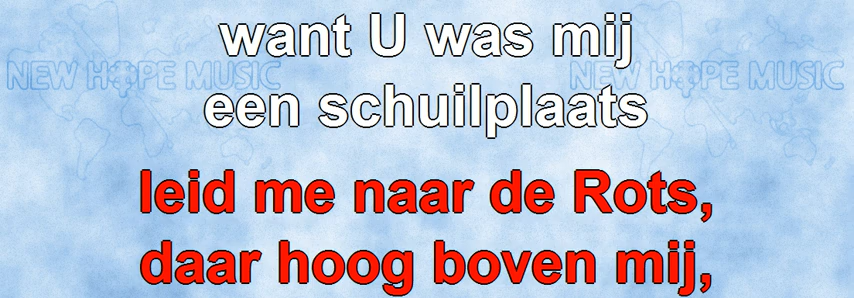 want U was mij
NEW HOPE MUSIC NEW HOPE MUSIC
een schuilplaats
leid me naar de Rots,
daar hoog boven mij,